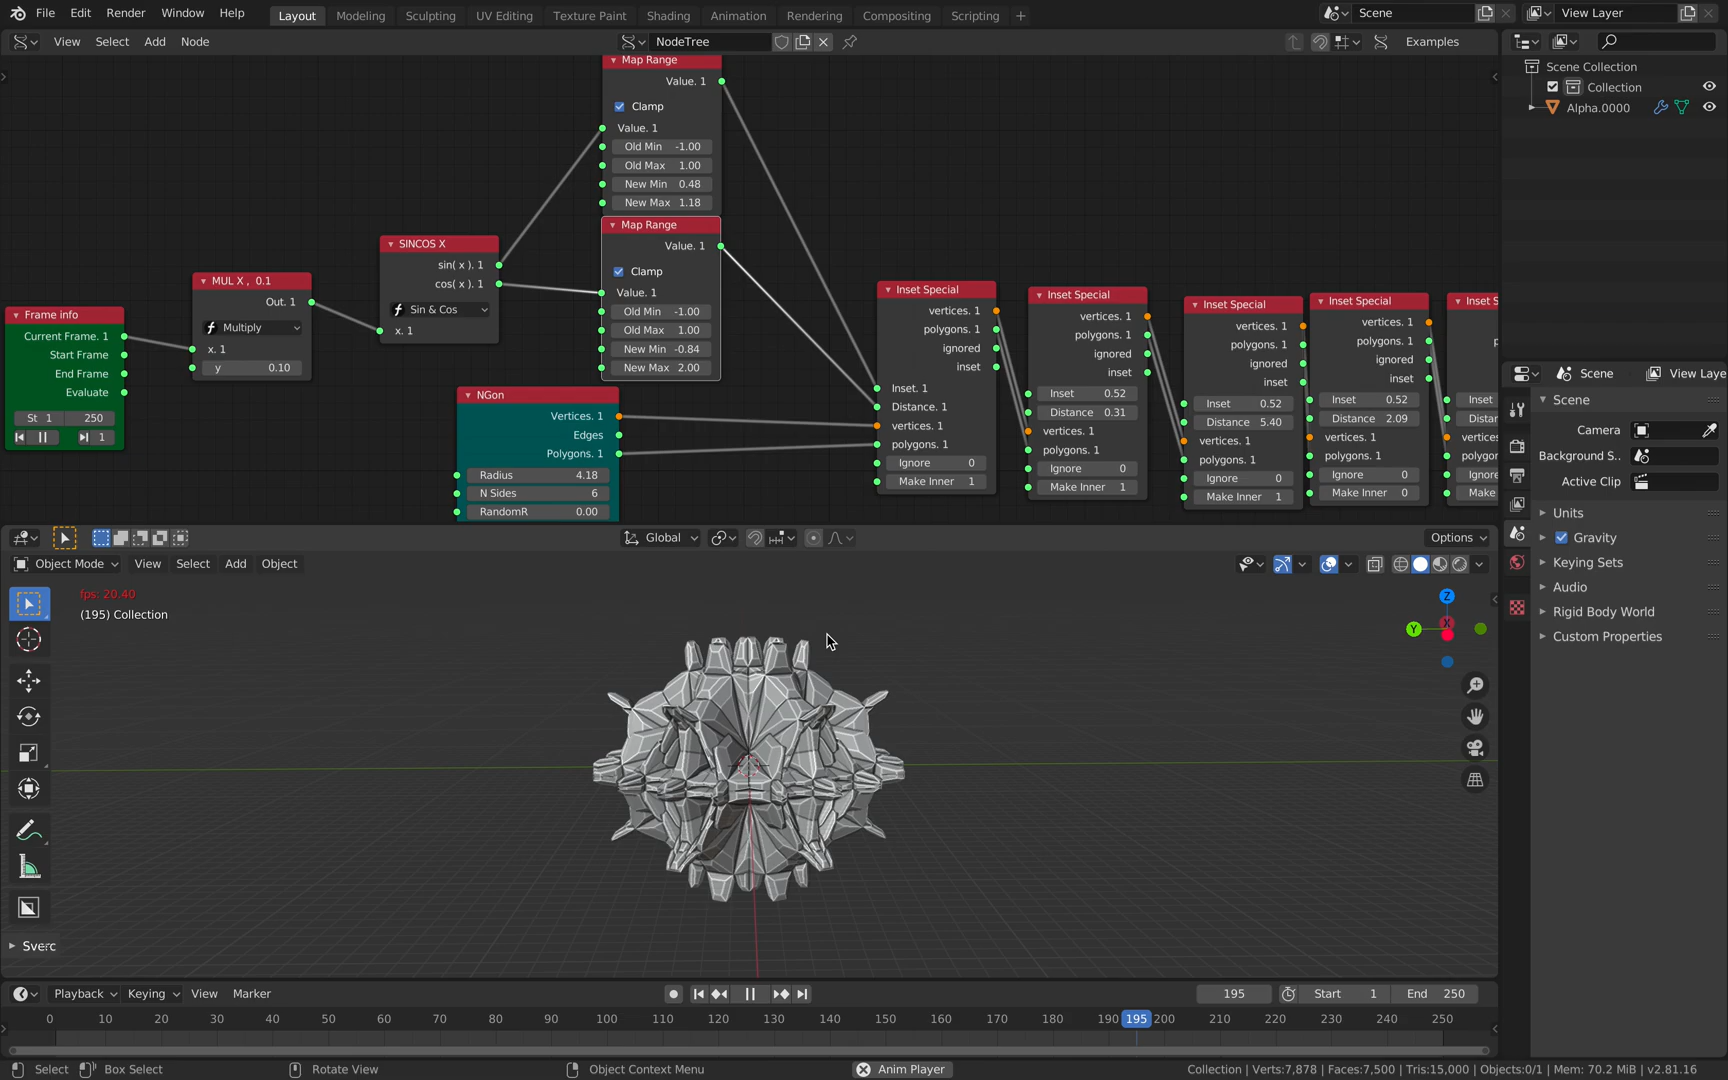 File Edit Render Window Help Layout Modeling Sculpting UV Editing Texture Paint Shading Animation Rendering Compositing Scripting + Scene View Layer
View Select Add Node NodeTree Examples
Scene Collection
Collection
Alpha.0000
Map Range
Value. 1
Clamp
Value. 1
Old Min -1.00
Old Max 1.00
New Min 0.48
New Max 1.18
Map Range
Value. 1
Clamp
Value. 1
Old Min -1.00
Old Max 1.00
New Min -0.84
New Max 2.00
SINCOS X
sin( x ). 1
cos( x ). 1
Sin & Cos
x. 1
MUL X , 0.1
Out. 1
Multiply
x. 1
y 0.10
Frame info
Current Frame. 1
Start Frame
End Frame
Evaluate
St 1 250
1
NGon
Vertices. 1
Edges
Polygons. 1
Radius 4.18
N Sides 6
RandomR 0.00
Inset Special
vertices. 1
polygons. 1
ignored
inset
Inset. 1
Distance. 1
vertices. 1
polygons. 1
Ignore 0
Make Inner 1
Inset Special
vertices. 1
polygons. 1
ignored
inset
Inset 0.52
Distance 0.31
vertices. 1
polygons. 1
Ignore 0
Make Inner 1
Inset Special
vertices. 1
polygons. 1
ignored
inset
Inset 0.52
Distance 5.40
vertices. 1
polygons. 1
Ignore 0
Make Inner 1
Inset Special
vertices. 1
polygons. 1
ignored
inset
Inset 0.52
Distance 2.09
vertices. 1
polygons. 1
Ignore 0
Make Inner 0
Inset S
v
p
Inset
Distar
vertices
polygor
Ignore
Make
Scene View Laye
Scene
Camera
Background S..
Active Clip
Units
Gravity
Keying Sets
Audio
Rigid Body World
Custom Properties
Global Options
Object Mode View Select Add Object
fps: 20.40
(195) Collection
Z
X
Y
Sverc
Playback Keying View Marker 195 Start 1 End 250
0 10 20 30 40 50 60 70 80 90 100 110 120 130 140 150 160 170 180 190 195 200 210 220 230 240 250
Select Box Select Rotate View Object Context Menu Anim Player Collection | Verts:7,878 | Faces:7,500 | Tris:15,000 | Objects:0/1 | Mem: 70.2 MiB | v2.81.16